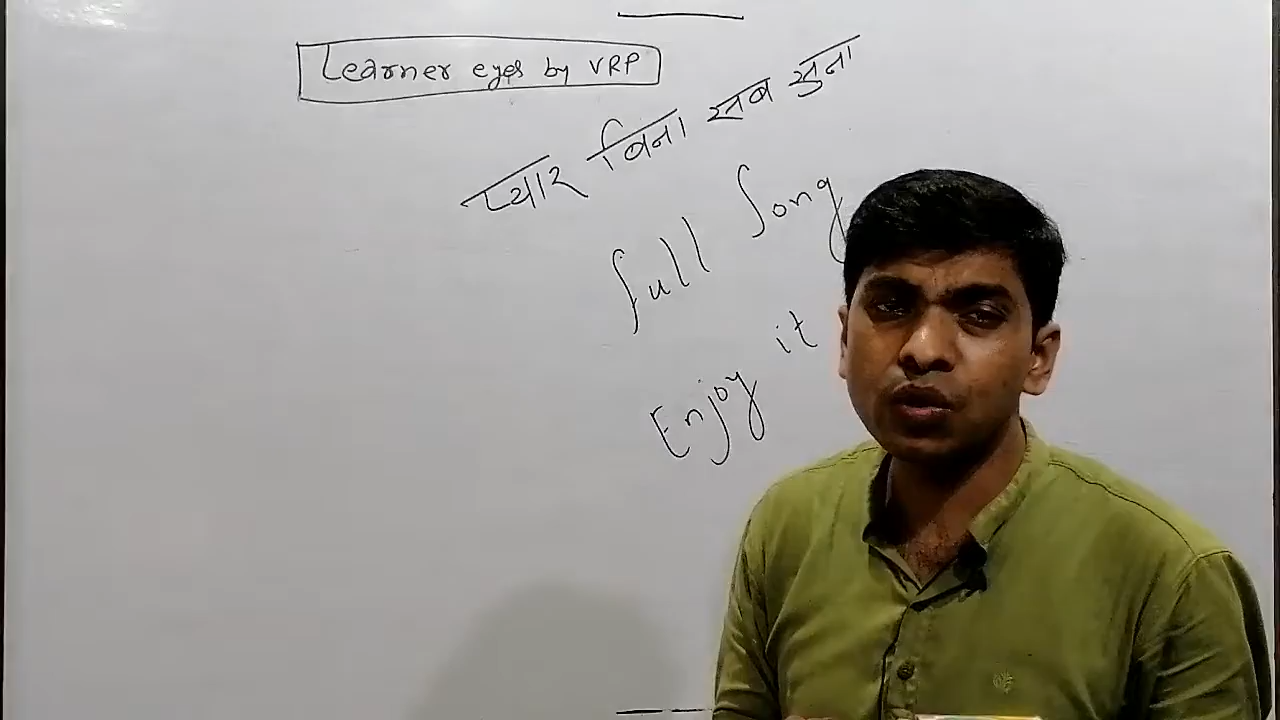 Learner eyes by VRP
प्यार बिना सब सुना
full song
Enjoy it